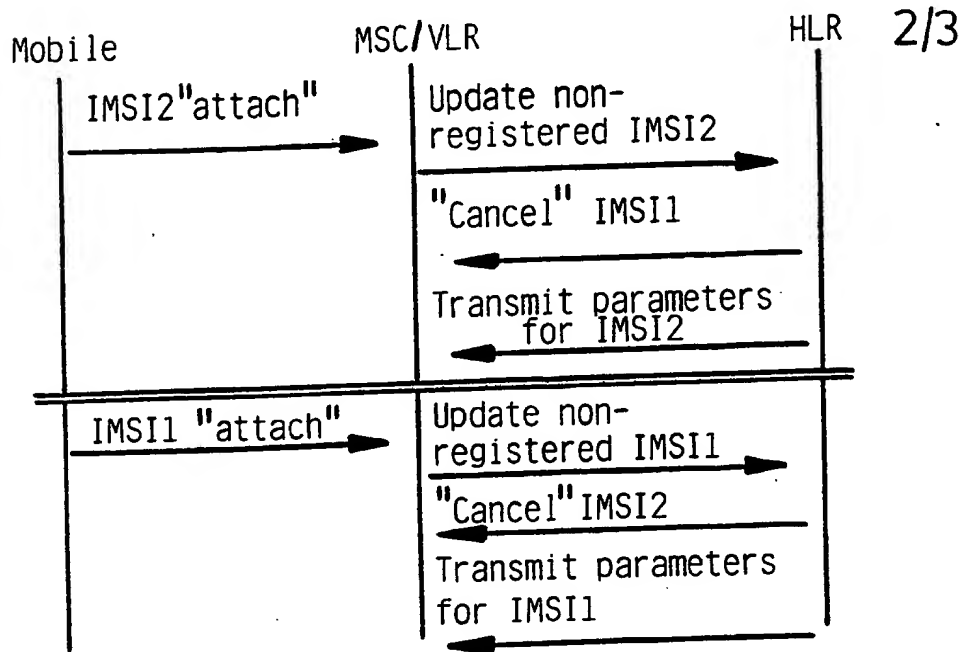 Mobile MSC/VLR HLR 2/3
IMSI2 "attach"
Update non-
registered IMSI2
"Cancel" IMSI1
Transmit parameters
for IMSI2
IMSI1 "attach"
Update non-
registered IMSI1
"Cancel" IMSI2
Transmit parameters
for IMSI1